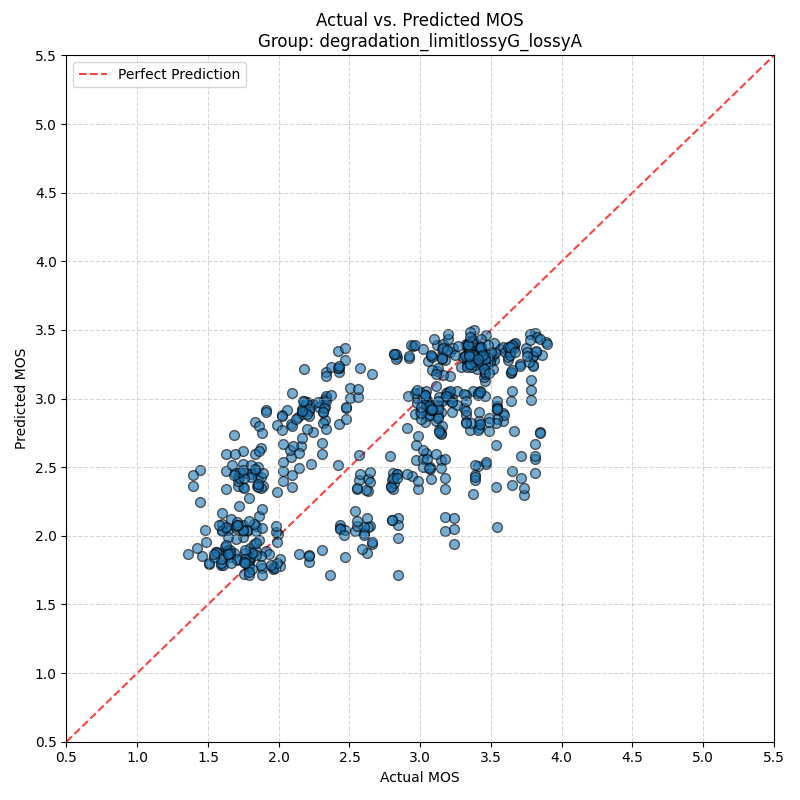 Actual vs. Predicted MOS
Group: degradation_limitlossyG_lossyA
Perfect Prediction
5.5
5.0
4.5
4.0
3.5
3.0
2.5
2.0
1.5
1.0
0.5
Predicted MOS
0.5 1.0 1.5 2.0 2.5 3.0 3.5 4.0 4.5 5.0 5.5
Actual MOS